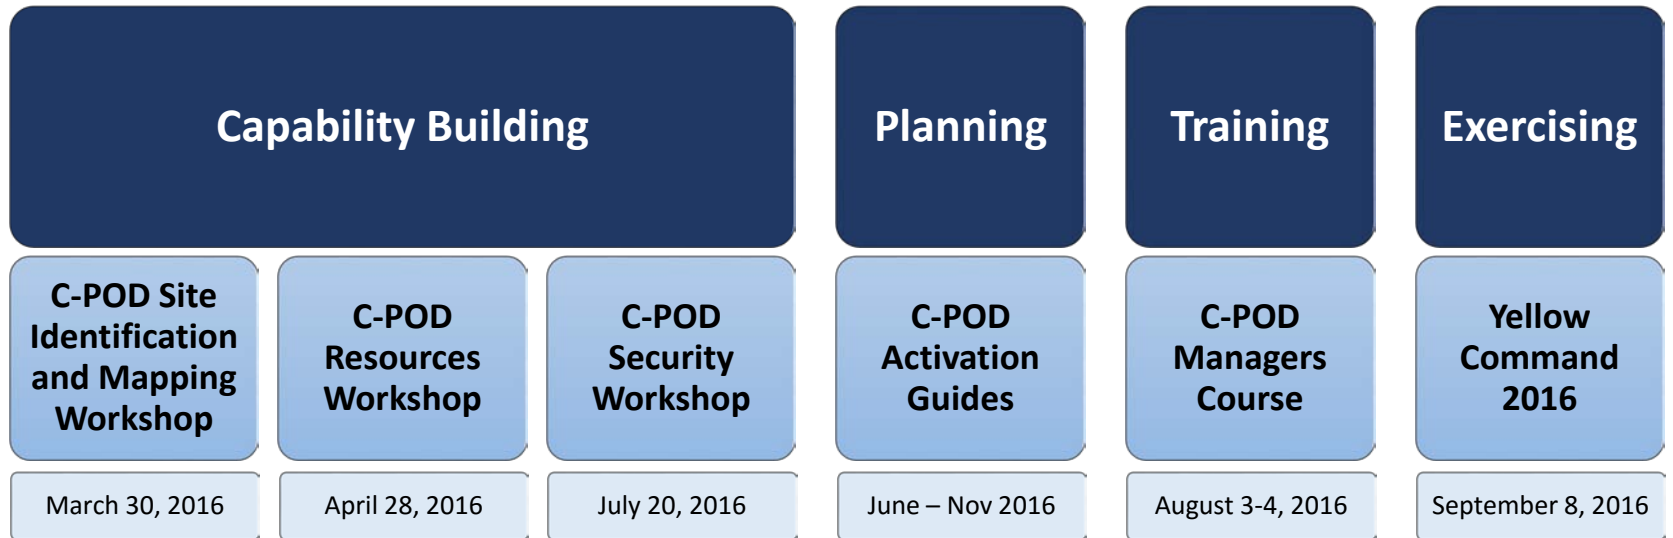 Capability Building
Planning
Training
Exercising
C-POD Site
Identification
and Mapping
Workshop
C-POD
Resources
Workshop
C-POD
Security
Workshop
C-POD
Activation
Guides
C-POD
Managers
Course
Yellow
Command
2016
March 30, 2016
April 28, 2016
July 20, 2016
June – Nov 2016
August 3-4, 2016
September 8, 2016